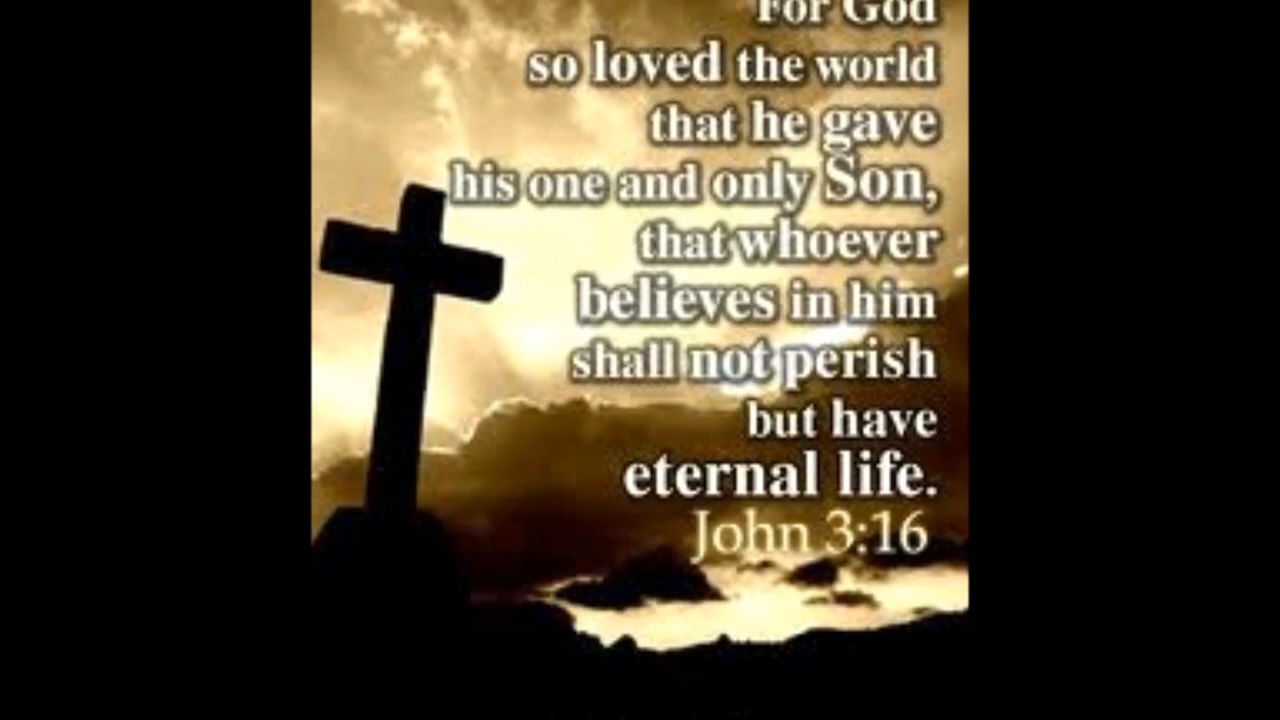 For God
so loved the world
that he gave
his one and only Son,
that whoever
believes in him
shall not perish
but have
eternal life.
John 3:16